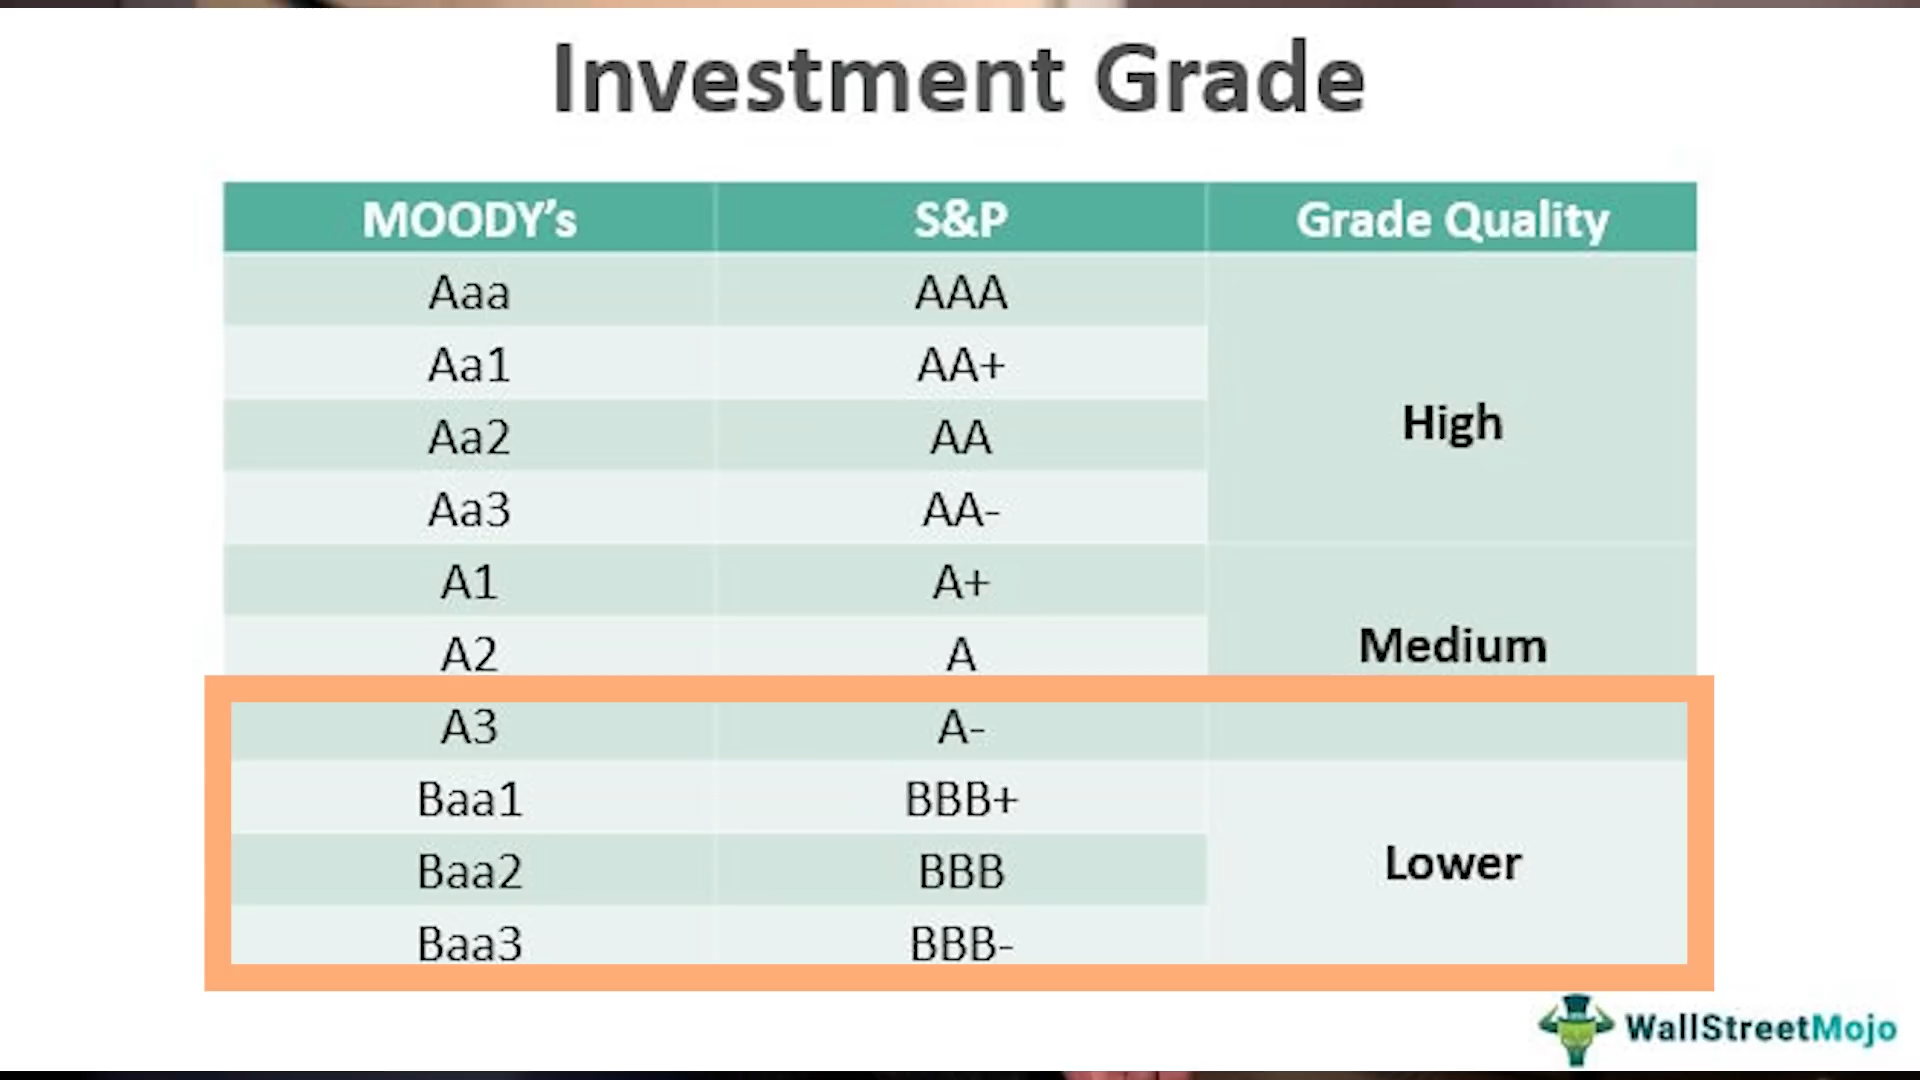 Investment Grade
MOODY's S&P Grade Quality
Aaa AAA
Aa1 AA+
High
Aa2 AA
Aa3 AA-
A1 A+
Medium
A2 A
A3 A-
Baa1 BBB+
Lower
Baa2 BBB
Baa3 BBB-
WallStreetMojo